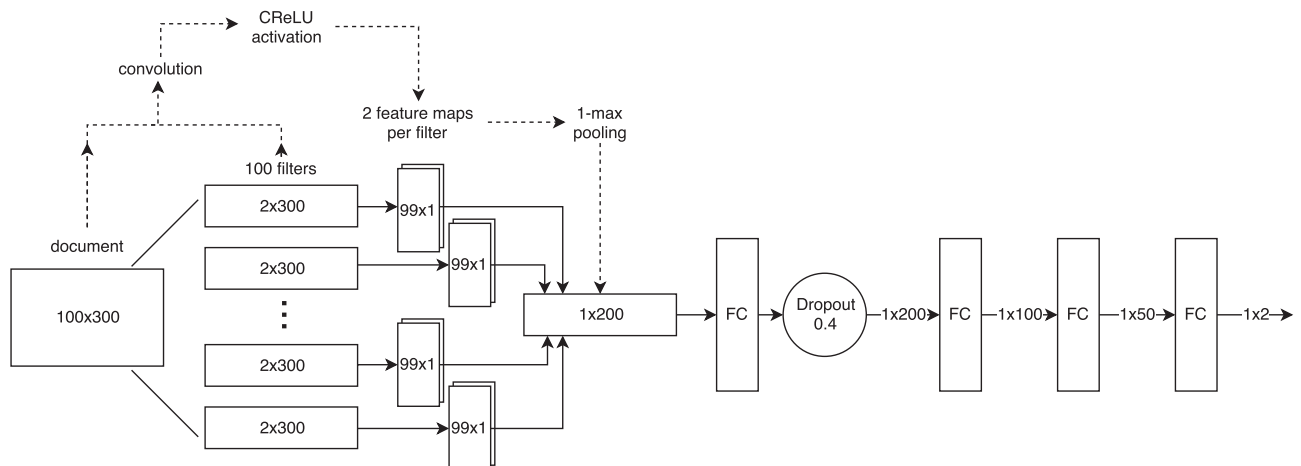 CReLU
activation
convolution
2 feature maps
per filter
1-max
pooling
100 filters
document
100x300
2x300
2x300
2x300
2x300
99x1
99x1
99x1
99x1
1x200
FC
Dropout
0.4
1x200
FC
1x100
FC
1x50
FC
1x2